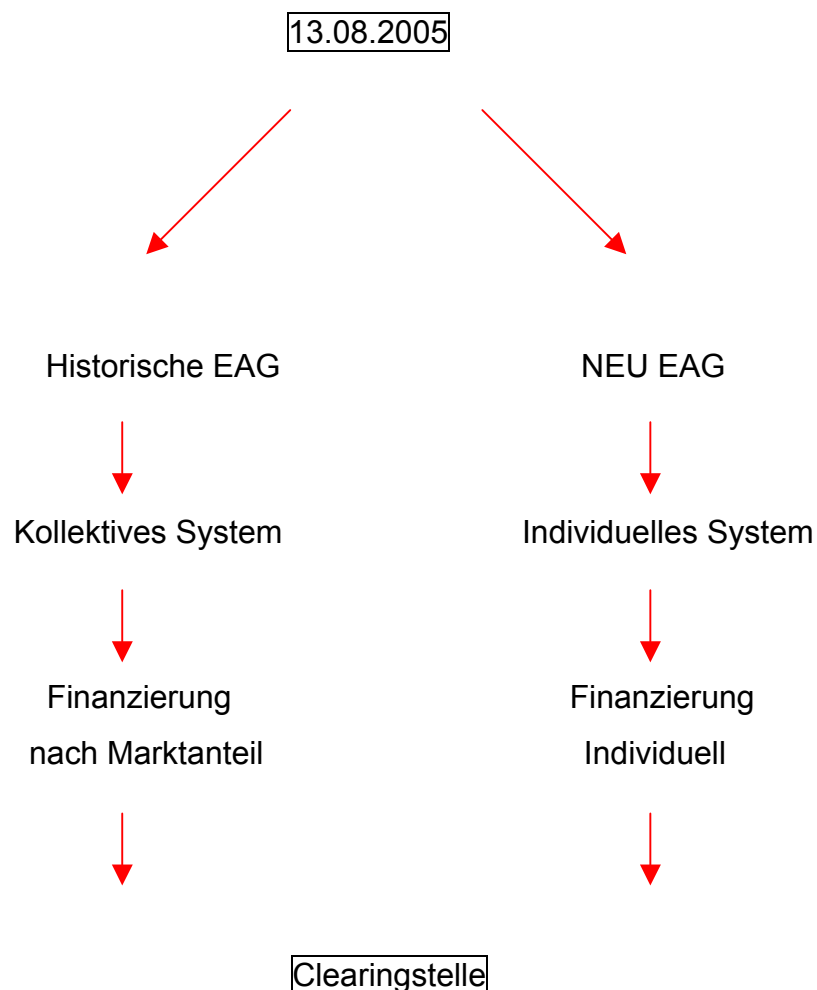 13.08.2005
Historische EAG
NEU EAG
Kollektives System
Individuelles System
Finanzierung
nach Marktanteil
Finanzierung
Individuell
Clearingstelle